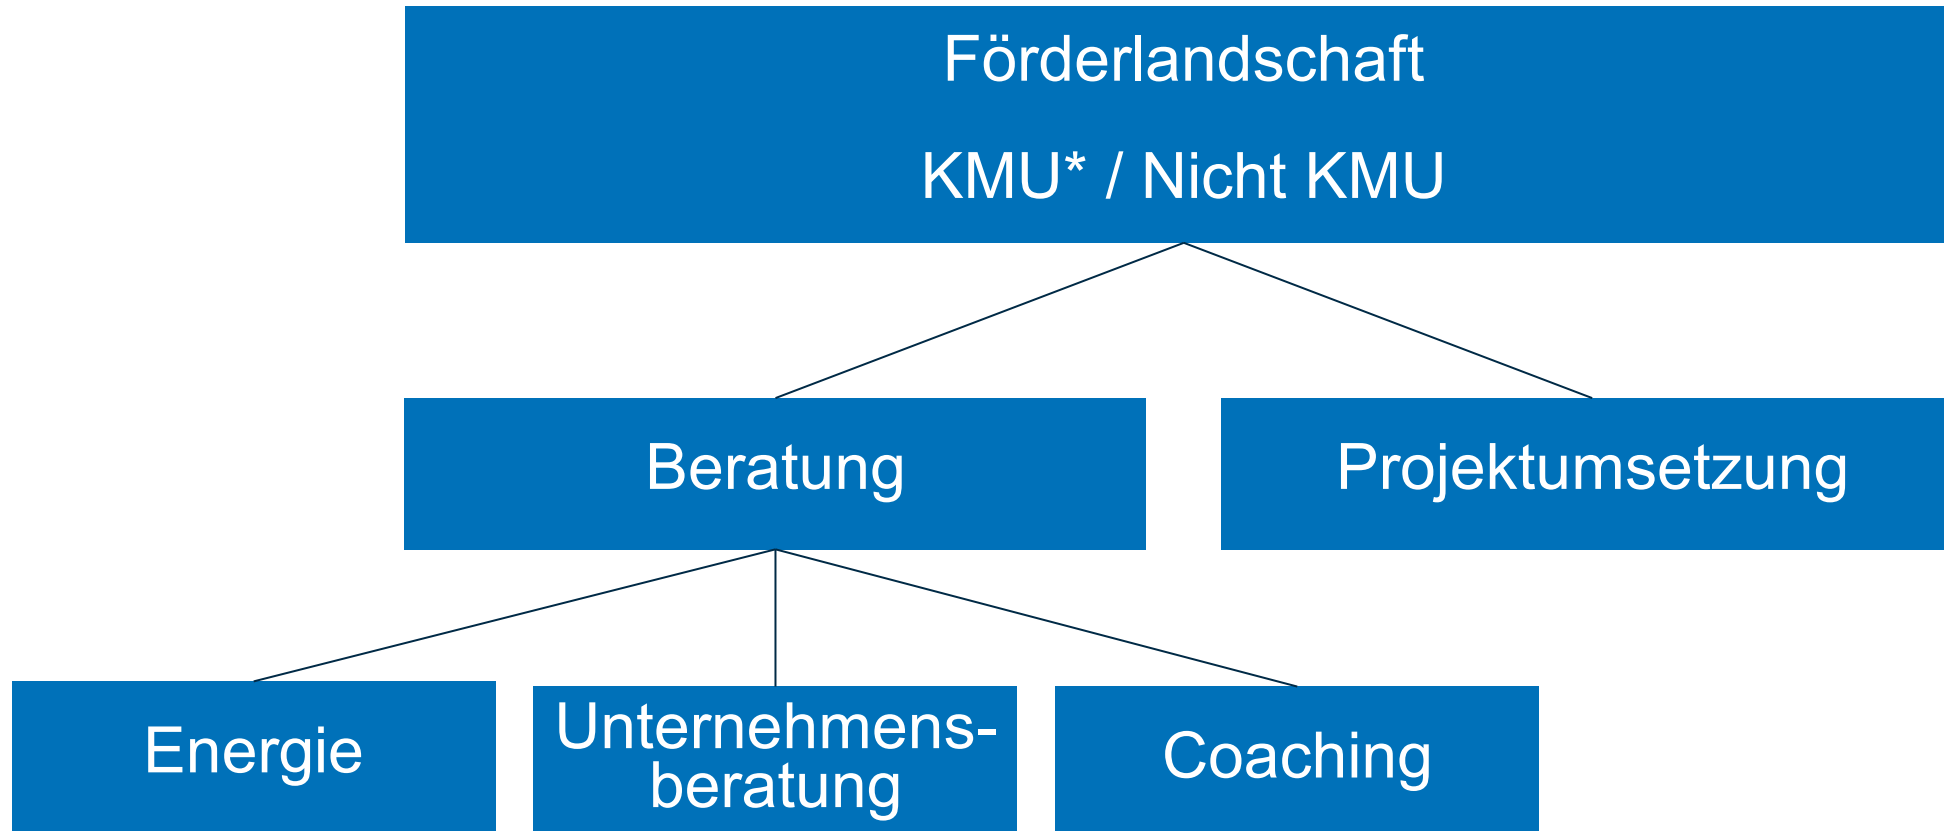 Förderlandschaft
KMU* / Nicht KMU
Beratung
Projektumsetzung
Energie
Unternehmens-
beratung
Coaching